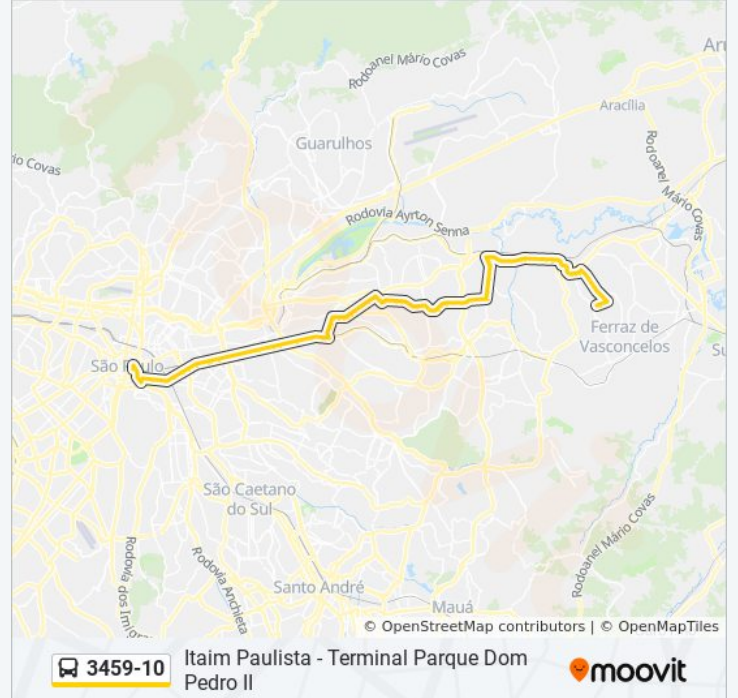 Rodoanel Mário Covas
Aru
Aracília
Guarulhos
lo Covas
Rodoanel Mário Covas
Rodovia Ayrton Senna
Ferraz de
Vasconcelos
São Paulo
Su
São Caetano
do Sul
Rodoanel Mário Covas
Rodovia dos Imig
Rodovia Anchieta
Santo André
Mauá
© OpenStreetMap contributors | © OpenMapTiles
3459-10
Itaim Paulista - Terminal Parque Dom
Pedro II
moovit